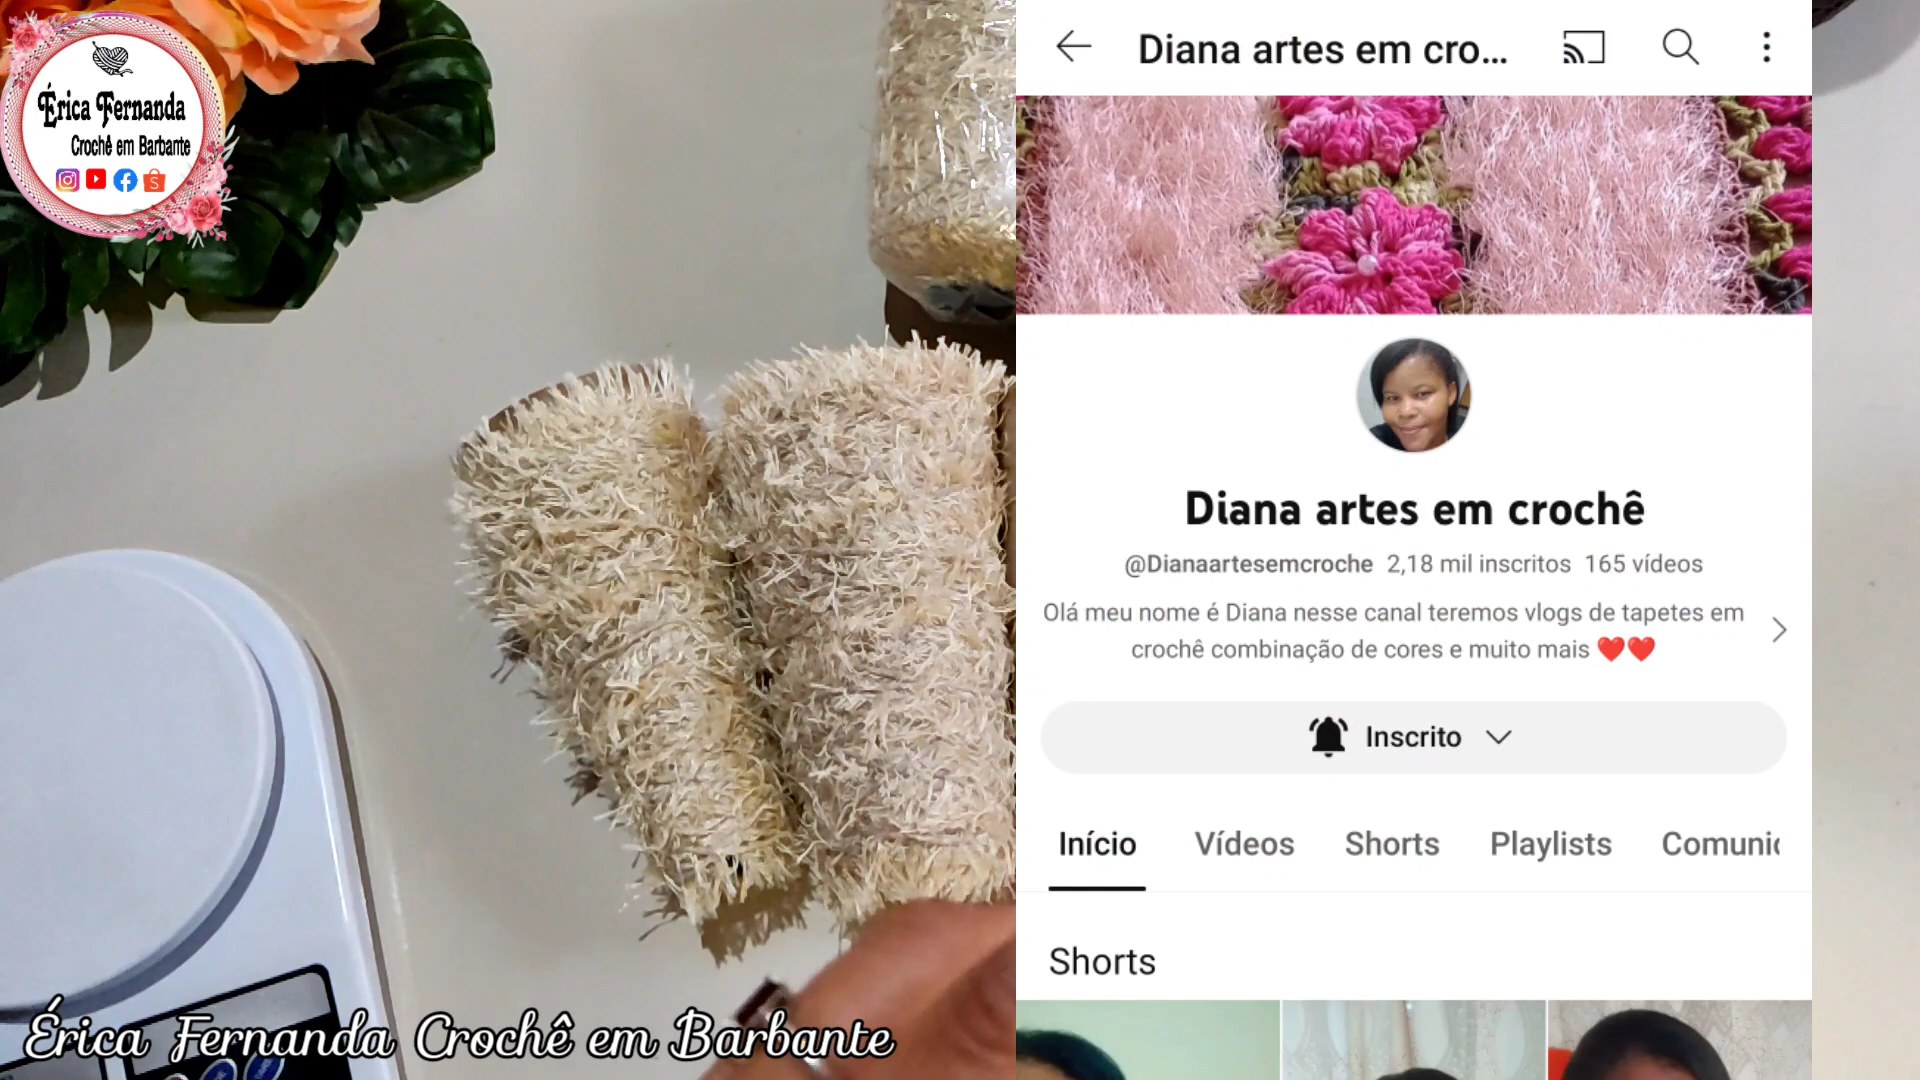 Érica Fernanda
Crochê em Barbante
Diana artes em cro...
Diana artes em crochê
@Dianaartesemcroche 2,18 mil inscritos 165 vídeos
Olá meu nome é Diana nesse canal teremos vlogs de tapetes em
crochê combinação de cores e muito mais ❤️❤️
Inscrito
Início Vídeos Shorts Playlists Comunic
Shorts
Érica Fernanda Crochê em Barbante